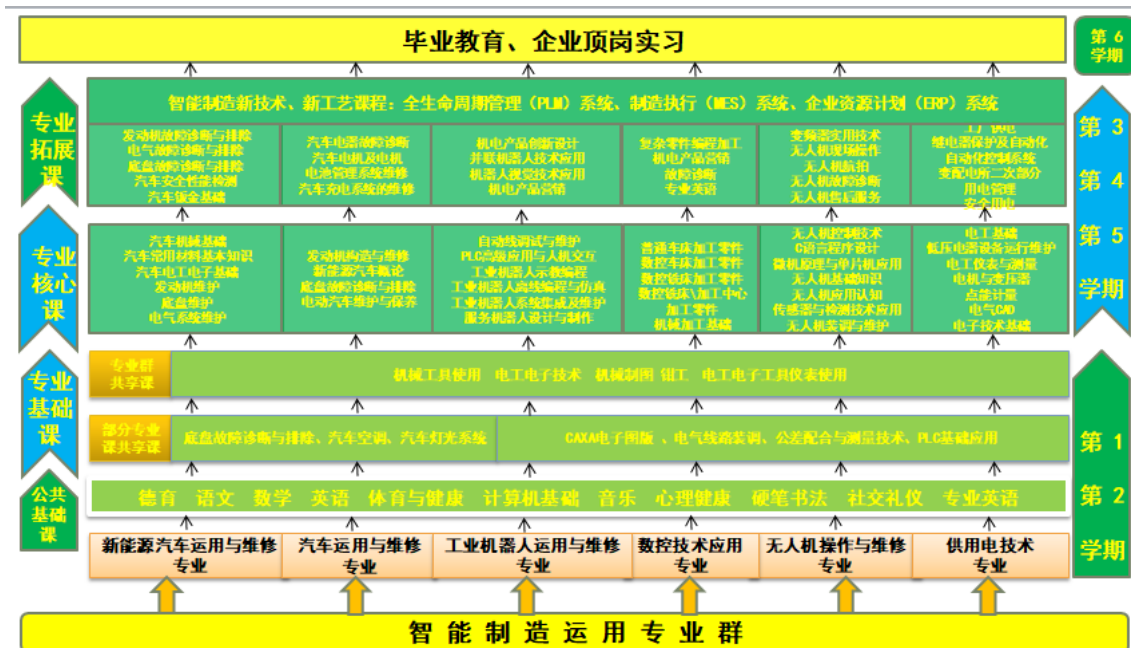 毕业教育、企业顶岗实习
第 6
学期
专业
拓展
课
智能制造新技术、新工艺课程：全生命周期管理（PLM）系统、制造执行（MES）系统、企业资源计划（ERP）系统
发动机故障诊断与排除
电气故障诊断与排除
底盘故障诊断与排除
汽车安全性能检测
汽车钣金基础
汽车电器故障诊断
汽车电机及电机
电池管理系统维修
汽车充电系统的维修
机电产品创新设计
并联机器人技术应用
机器人视觉技术应用
机电产品营销
复杂零件编程加工
机电产品营销
故障诊断
专业英语
变频器实用技术
无人机现场操作
无人机航拍
无人机故障诊断
无人机售后服务
工厂供电
继电器保护及自动化
自动化控制系统
变配电所二次部分
用电管理
安全用电
第 3
第 4
第 5
学期
专业
核心
课
汽车机械基础
汽车常用材料基本知识
汽车电工电子基础
发动机维护
底盘维护
电气系统维护
发动机构造与维修
新能源汽车概论
底盘故障诊断与排除
电动汽车维护与保养
自动线调试与维护
PLC高级应用与人机交互
工业机器人示教编程
工业机器人离线编程与仿真
工业机器人系统集成及维护
服务机器人设计与制作
普通车床加工零件
数控车床加工零件
数控铣床加工零件
数控铣床\加工中心
加工零件
机械加工基础
无人机控制技术
C语言程序设计
微机原理与单片机应用
无人机基础知识
无人机应用认知
传感器与检测技术应用
无人机装调与维护
电工基础
低压电器设备运行维护
电工仪表与测量
电机与变压器
点能计量
电气CAD
电子技术基础
专业
基础
课
专业群
共享课
机械工具使用 电工电子技术 机械制图 钳工 电工电子工具仪表使用
部分专业
课共享课
底盘故障诊断与排除、汽车空调、汽车灯光系统
CAXA电子图版 、电气线路装调、公差配合与测量技术、PLC基础应用
第 1
第 2
学期
公共
基础
课
德育 语文 数学 英语 体育与健康 计算机基础 音乐 心理健康 硬笔书法 社交礼仪 专业英语
新能源汽车运用与维修
专业
汽车运用与维修
专业
工业机器人运用与维修
专业
数控技术应用
专业
无人机操作与维修
专业
供用电技术
专业
智能制造运用专业群